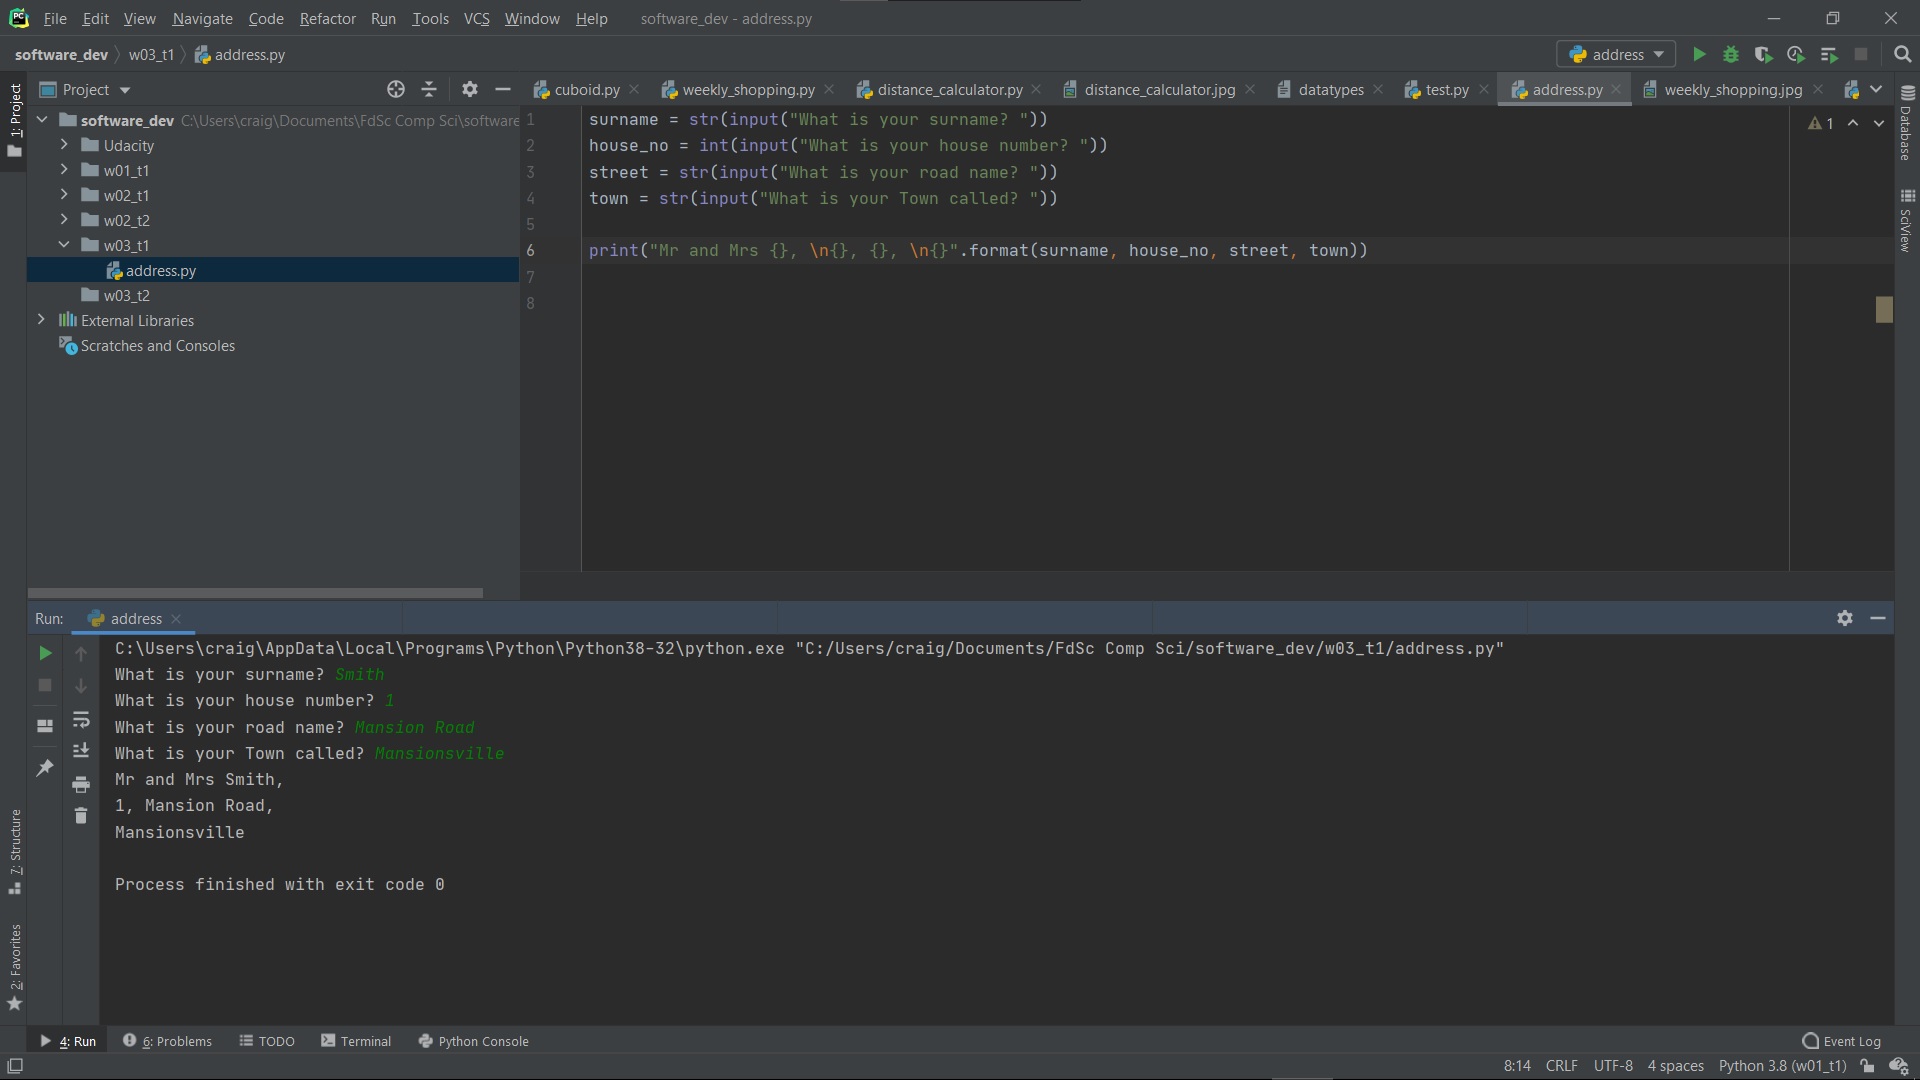 PC File Edit View Navigate Code Refactor Run Tools VCS Window Help software_dev - address.py
software_dev w03_t1 address.py address
1: Project
Project
cuboid.py weekly_shopping.py distance_calculator.py distance_calculator.jpg datatypes test.py address.py weekly_shopping.jpg
software_dev C:\Users\craig\Documents\FdSc Comp Sci\software
Udacity
w01_t1
w02_t1
w02_t2
w03_t1
address.py
w03_t2
External Libraries
Scratches and Consoles
1 surname = str(input("What is your surname? "))
2 house_no = int(input("What is your house number? "))
3 street = str(input("What is your road name? "))
4 town = str(input("What is your Town called? "))
5
6 print("Mr and Mrs {}, \n{}, {}, \n{}".format(surname, house_no, street, town))
7
8
1
Database
SciView
Run: address
C:\Users\craig\AppData\Local\Programs\Python\Python38-32\python.exe "C:/Users/craig/Documents/FdSc Comp Sci/software_dev/w03_t1/address.py"
What is your surname? Smith
What is your house number? 1
What is your road name? Mansion Road
What is your Town called? Mansionsville
Mr and Mrs Smith,
1, Mansion Road,
Mansionsville
Process finished with exit code 0
7: Structure
2: Favorites
4: Run 6: Problems TODO Terminal Python Console Event Log
8:14 CRLF UTF-8 4 spaces Python 3.8 (w01_t1)